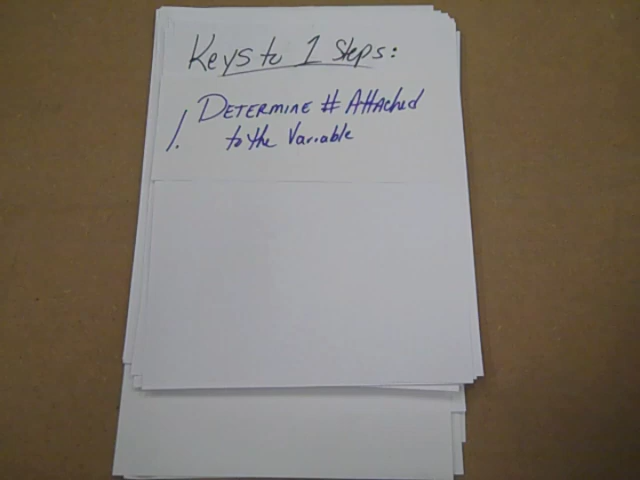 Keys to 1 Steps:
1. DETERMINE # Attached
to the Variable